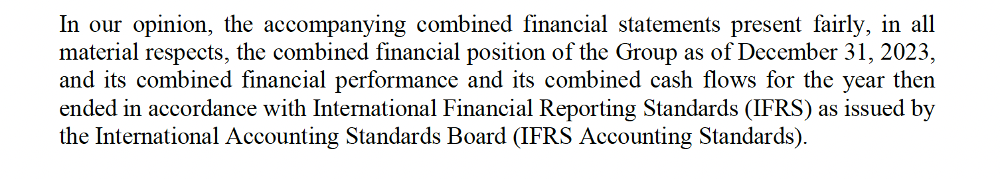 In our opinion, the accompanying combined financial statements present fairly, in all
material respects, the combined financial position of the Group as of December 31, 2023,
and its combined financial performance and its combined cash flows for the year then
ended in accordance with International Financial Reporting Standards (IFRS) as issued by
the International Accounting Standards Board (IFRS Accounting Standards).